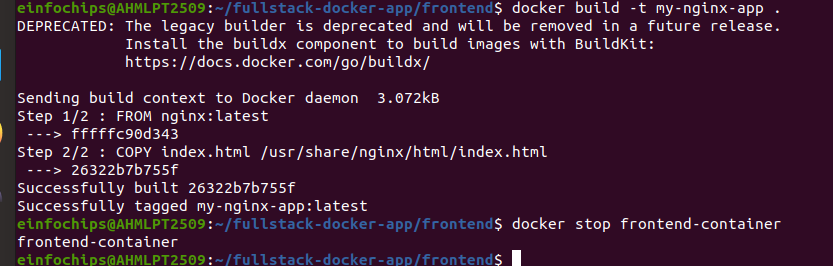 einfochips@AHMLPT2509:~/fullstack-docker-app/frontend$ docker build -t my-nginx-app .
DEPRECATED: The legacy builder is deprecated and will be removed in a future release.
            Install the buildx component to build images with BuildKit:
            https://docs.docker.com/go/buildx/

Sending build context to Docker daemon  3.072kB
Step 1/2 : FROM nginx:latest
 ---> fffffc90d343
Step 2/2 : COPY index.html /usr/share/nginx/html/index.html
 ---> 26322b7b755f
Successfully built 26322b7b755f
Successfully tagged my-nginx-app:latest
einfochips@AHMLPT2509:~/fullstack-docker-app/frontend$ docker stop frontend-container
frontend-container
einfochips@AHMLPT2509:~/fullstack-docker-app/frontend$